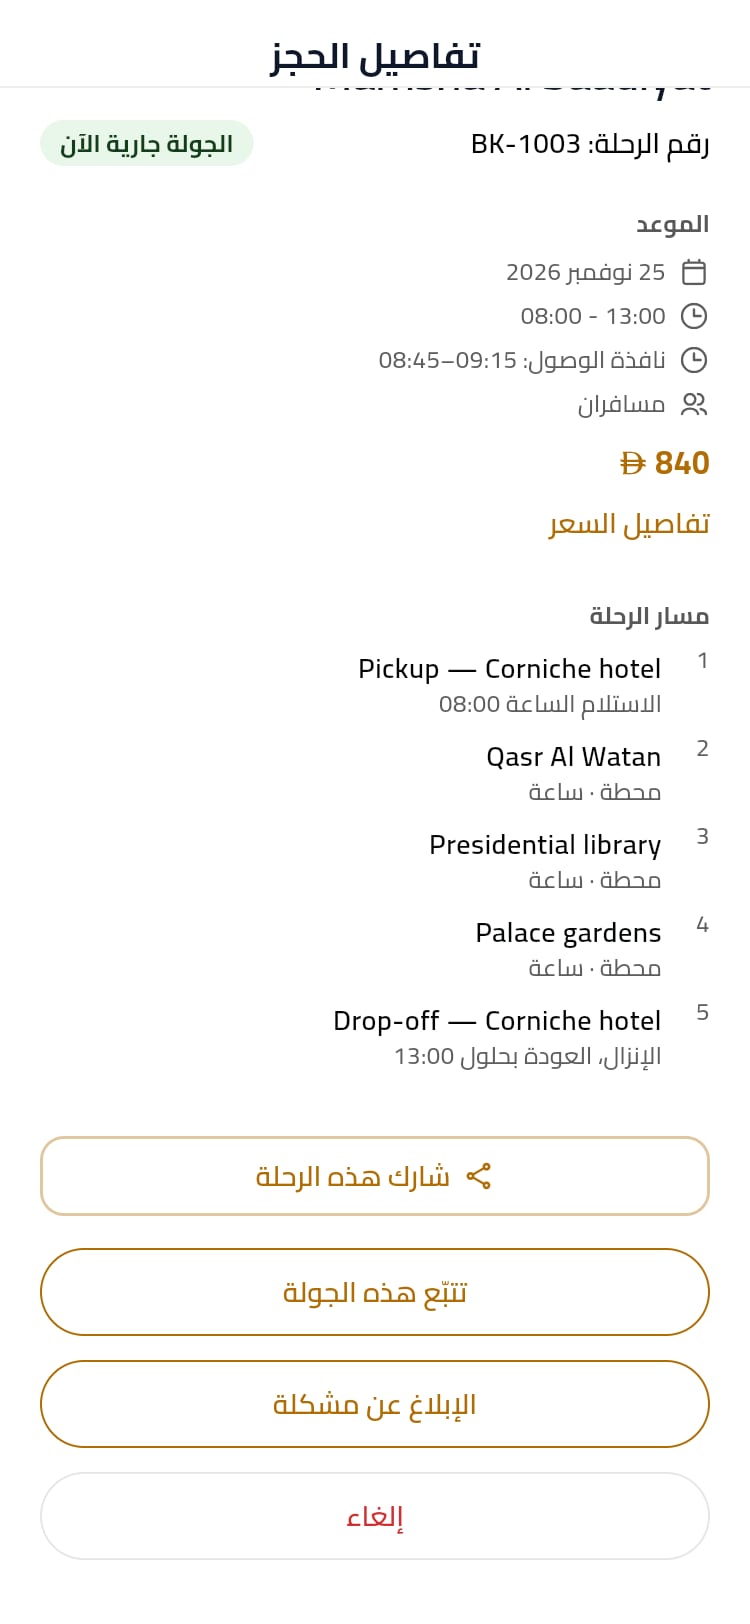 تفاصيل الحجز
رقم الرحلة: BK-1003
الجولة جارية الآن
الموعد
25 نوفمبر 2026
08:00 - 13:00
نافذة الوصول: 08:45–09:15
مسافران
840
تفاصيل السعر
مسار الرحلة
1
Pickup — Corniche hotel
الاستلام الساعة 08:00
2
Qasr Al Watan
محطة · ساعة
3
Presidential library
محطة · ساعة
4
Palace gardens
محطة · ساعة
5
Drop-off — Corniche hotel
الإنزال، العودة بحلول 13:00
شارك هذه الرحلة
تتبّع هذه الجولة
الإبلاغ عن مشكلة
إلغاء